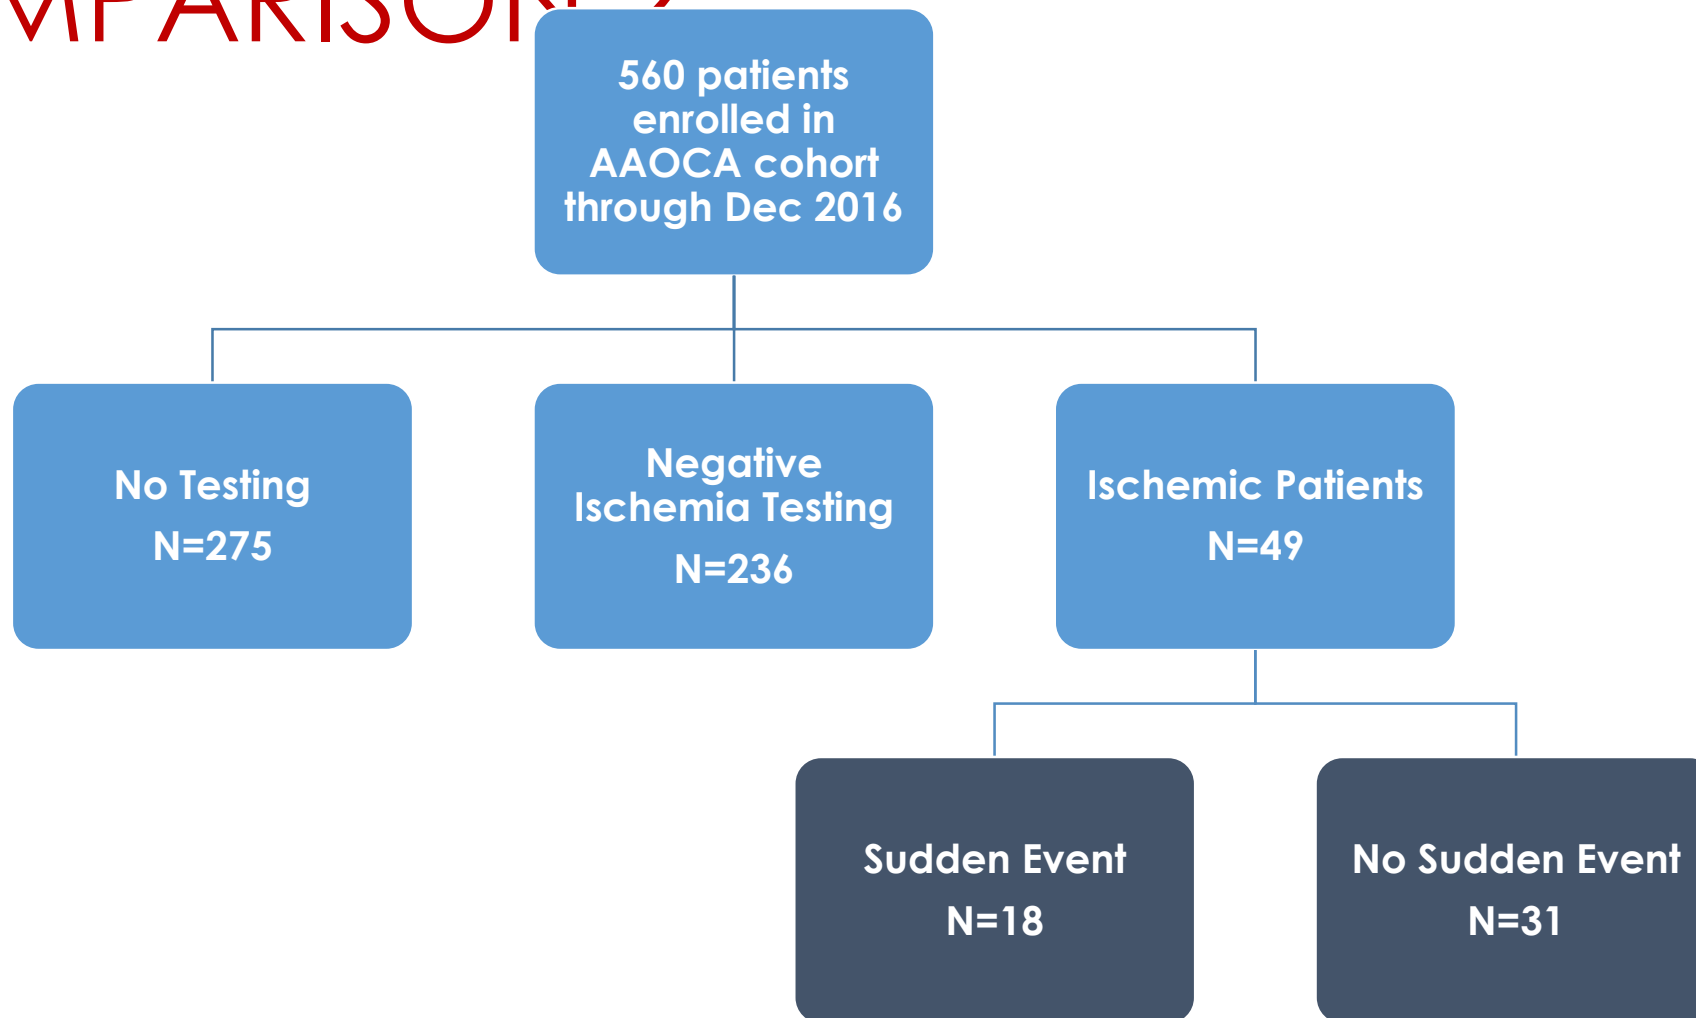 560 patients
enrolled in
AAOCA cohort
through Dec 2016
No Testing
N=275
Negative
Ischemia Testing
N=236
Ischemic Patients
N=49
Sudden Event
N=18
No Sudden Event
N=31